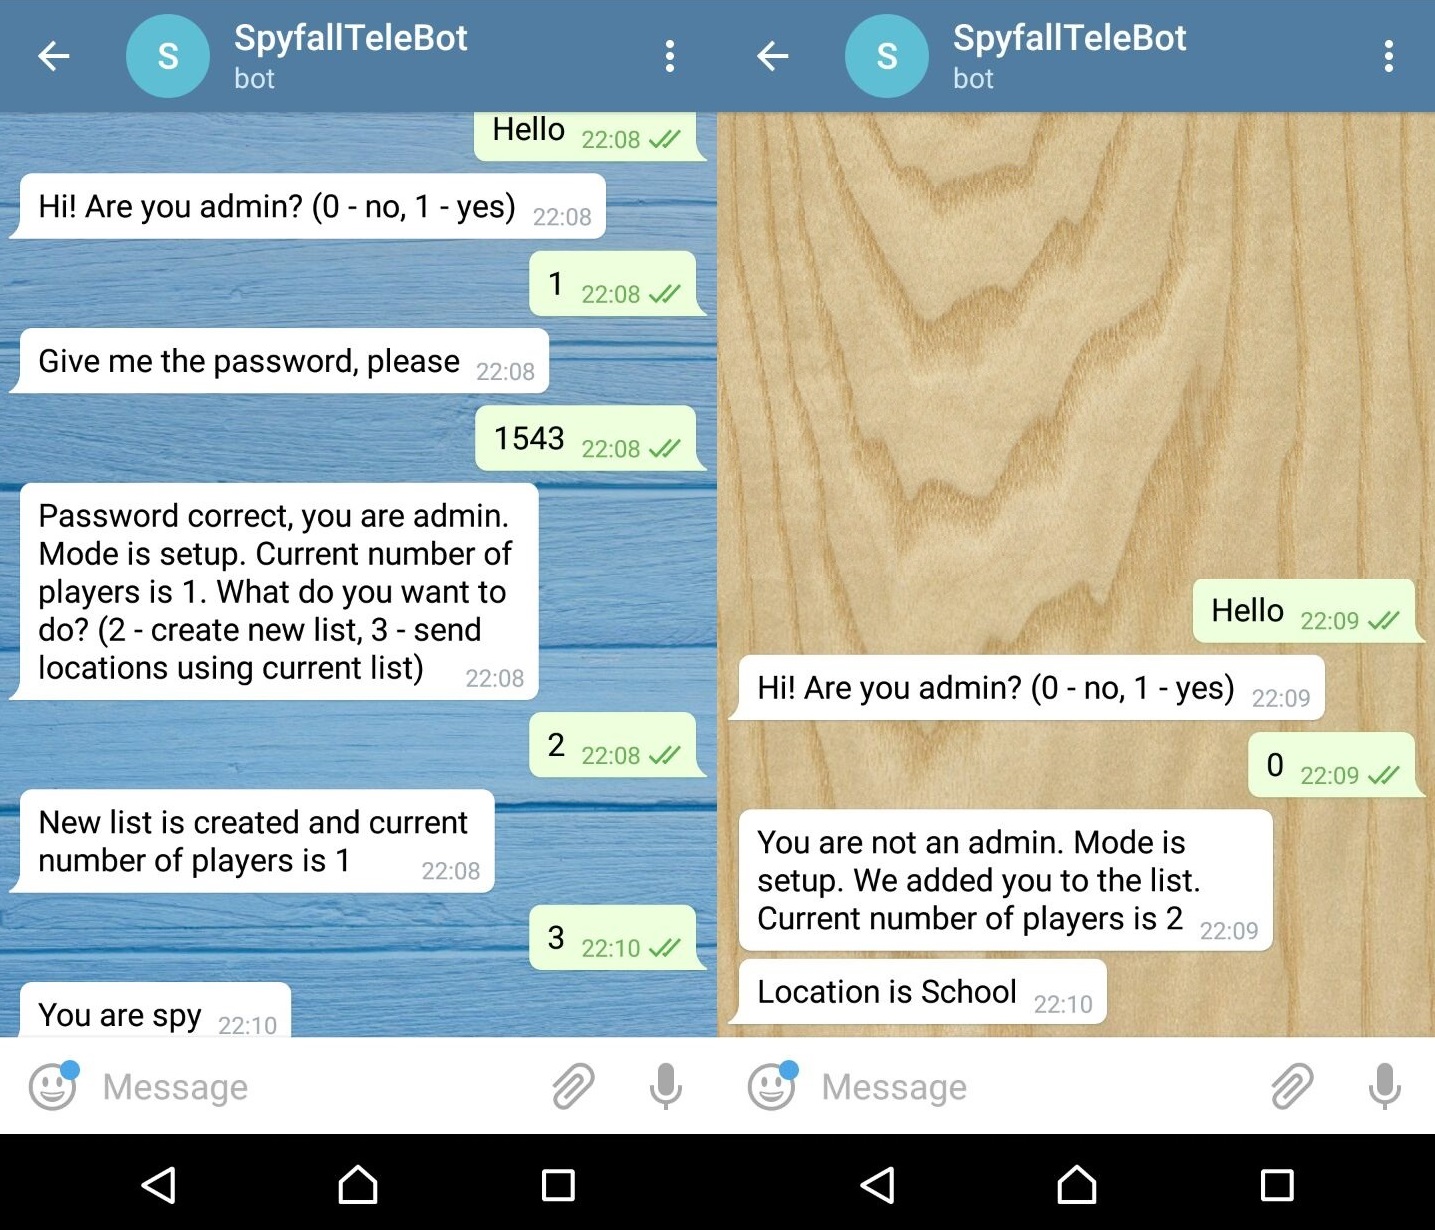 SpyfallTeleBot
S
bot
Hello 22:08
Hi! Are you admin? (0 - no, 1 - yes) 22:08
1 22:08
Give me the password, please 22:08
1543 22:08
Password correct, you are admin.
Mode is setup. Current number of
players is 1. What do you want to
do? (2 - create new list, 3 - send
locations using current list) 22:08
2 22:08
New list is created and current
number of players is 1 22:08
3 22:10
You are spy 22:10
Message
SpyfallTeleBot
S
bot
Hello 22:09
Hi! Are you admin? (0 - no, 1 - yes) 22:09
0 22:09
You are not an admin. Mode is
setup. We added you to the list.
Current number of players is 2 22:09
Location is School 22:10
Message